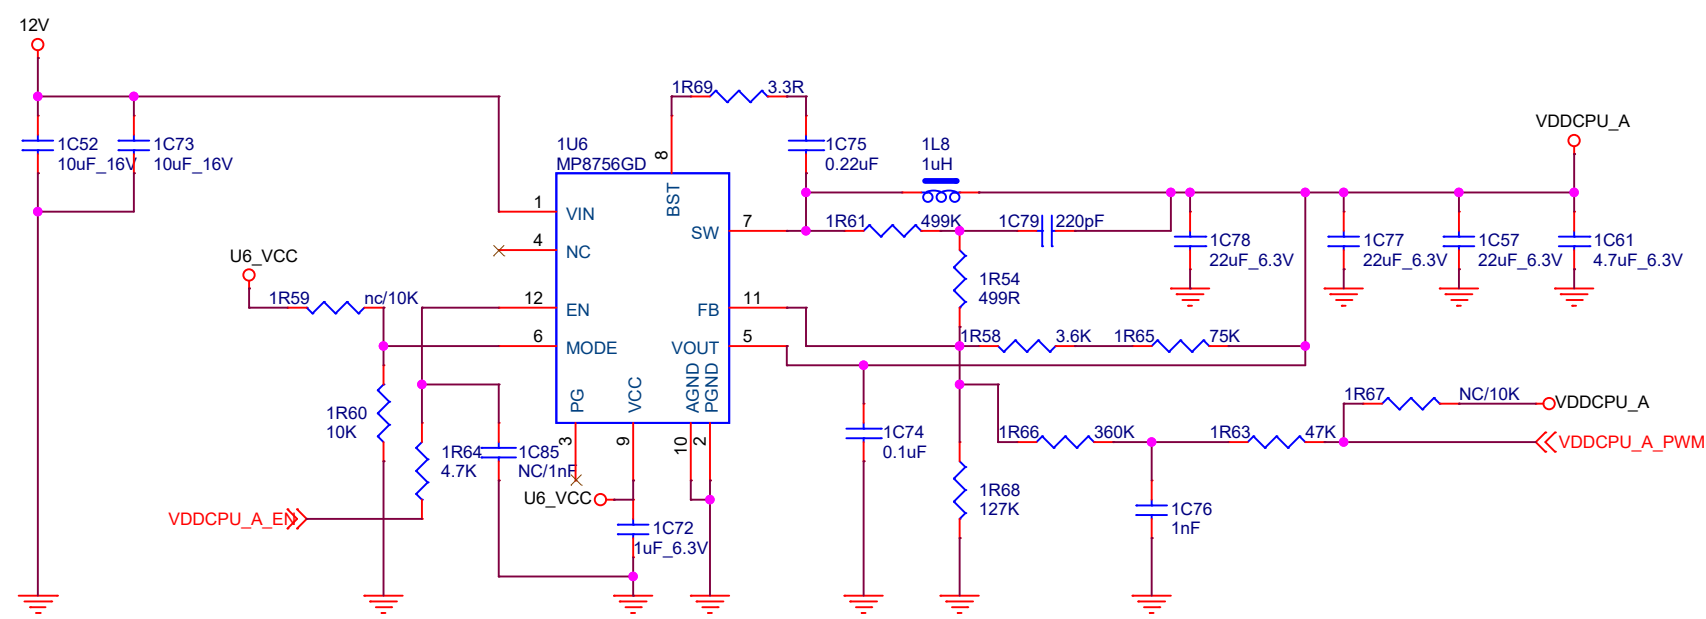 12V
1R69 3.3R
1C52
10uF_16V
1C73
10uF_16V
1U6
MP8756GD
8
BST
1C75
0.22uF
1L8
1uH
VDDCPU_A
1 VIN
4 NC
12 EN
6 MODE
SW 7
FB 11
VOUT 5
PG
VCC
AGND
PGND
3
9
10
2
1R61 499K
1C79 220pF
1C78
22uF_6.3V
1C77
22uF_6.3V
1C57
22uF_6.3V
1C61
4.7uF_6.3V
U6_VCC
1R59 nc/10K
1R54
499R
1R58 3.6K
1R65 75K
1R60
10K
1R64
4.7K
1C85
NC/1nF
U6_VCC
1C72
1uF_6.3V
VDDCPU_A_EN
1C74
0.1uF
1R66 360K
1R63 47K
1R67 NC/10K
VDDCPU_A
VDDCPU_A_PWM
1R68
127K
1C76
1nF